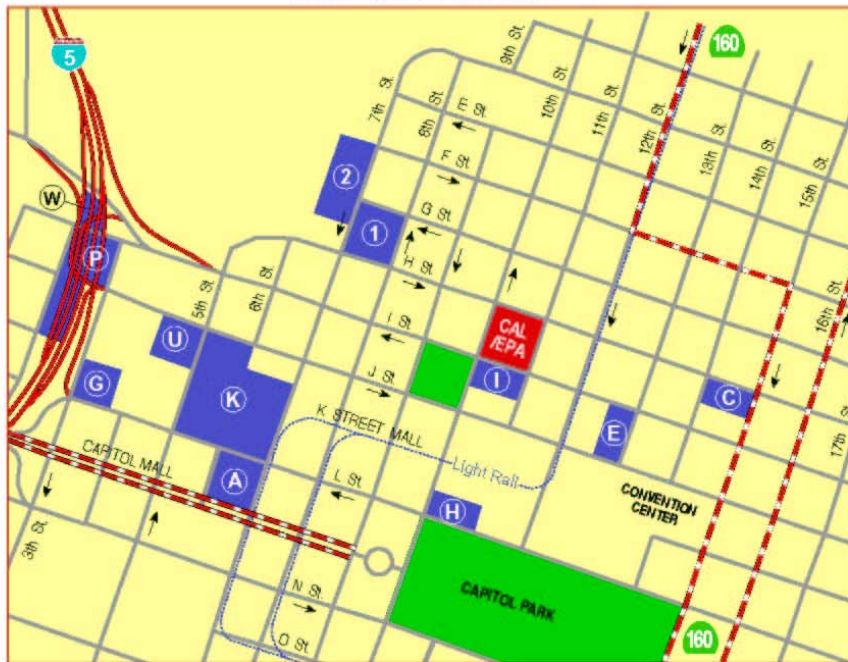 5
160
9th St.
7th St.
8th St.
10th St.
11th St.
12th St.
13th St.
14th St.
15th St.
E St.
F St.
G St.
H St.
I St.
J St.
2
1
W
P
5th St.
6th St.
16th St.
17th St.
CAL
/EPA
I
U
K
G
C
E
K STREET MALL
Light Rail
CAPITOL MALL
A
L St.
H
CONVENTION
CENTER
3th St.
N St.
O St.
CAPITOL PARK
160